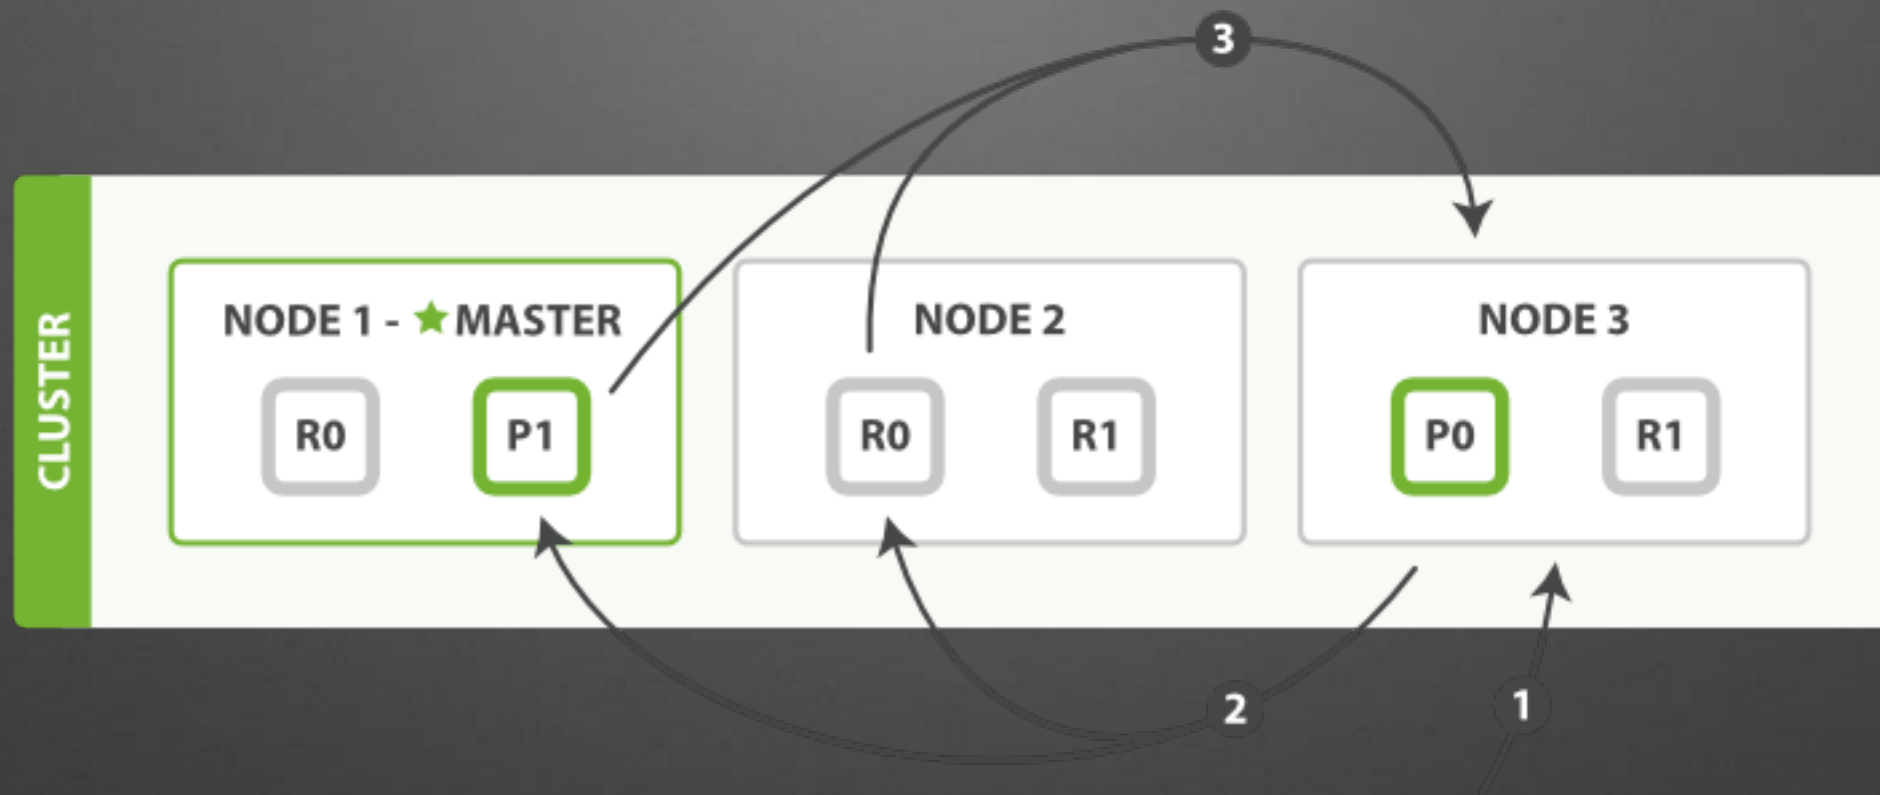 3
CLUSTER
NODE 1 - ★ MASTER
R0
P1
NODE 2
R0
R1
NODE 3
P0
R1
2
1